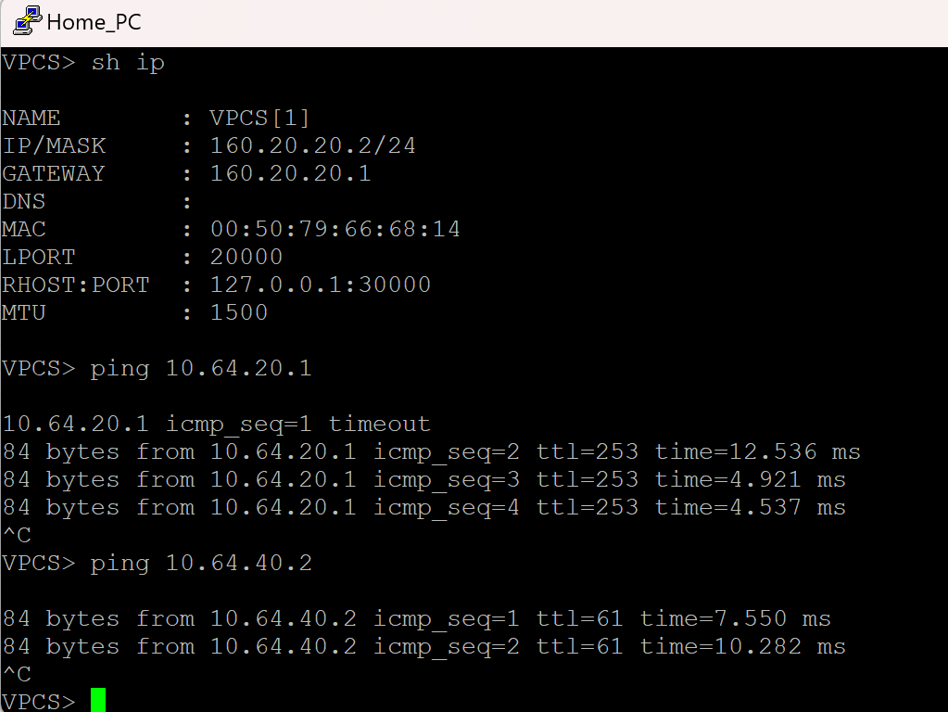 Home_PC
VPCS> sh ip
NAME        : VPCS[1]
IP/MASK     : 160.20.20.2/24
GATEWAY     : 160.20.20.1
DNS         :
MAC         : 00:50:79:66:68:14
LPORT       : 20000
RHOST:PORT  : 127.0.0.1:30000
MTU         : 1500
VPCS> ping 10.64.20.1
10.64.20.1 icmp_seq=1 timeout
84 bytes from 10.64.20.1 icmp_seq=2 ttl=253 time=12.536 ms
84 bytes from 10.64.20.1 icmp_seq=3 ttl=253 time=4.921 ms
84 bytes from 10.64.20.1 icmp_seq=4 ttl=253 time=4.537 ms
^C
VPCS> ping 10.64.40.2
84 bytes from 10.64.40.2 icmp_seq=1 ttl=61 time=7.550 ms
84 bytes from 10.64.40.2 icmp_seq=2 ttl=61 time=10.282 ms
^C
VPCS>